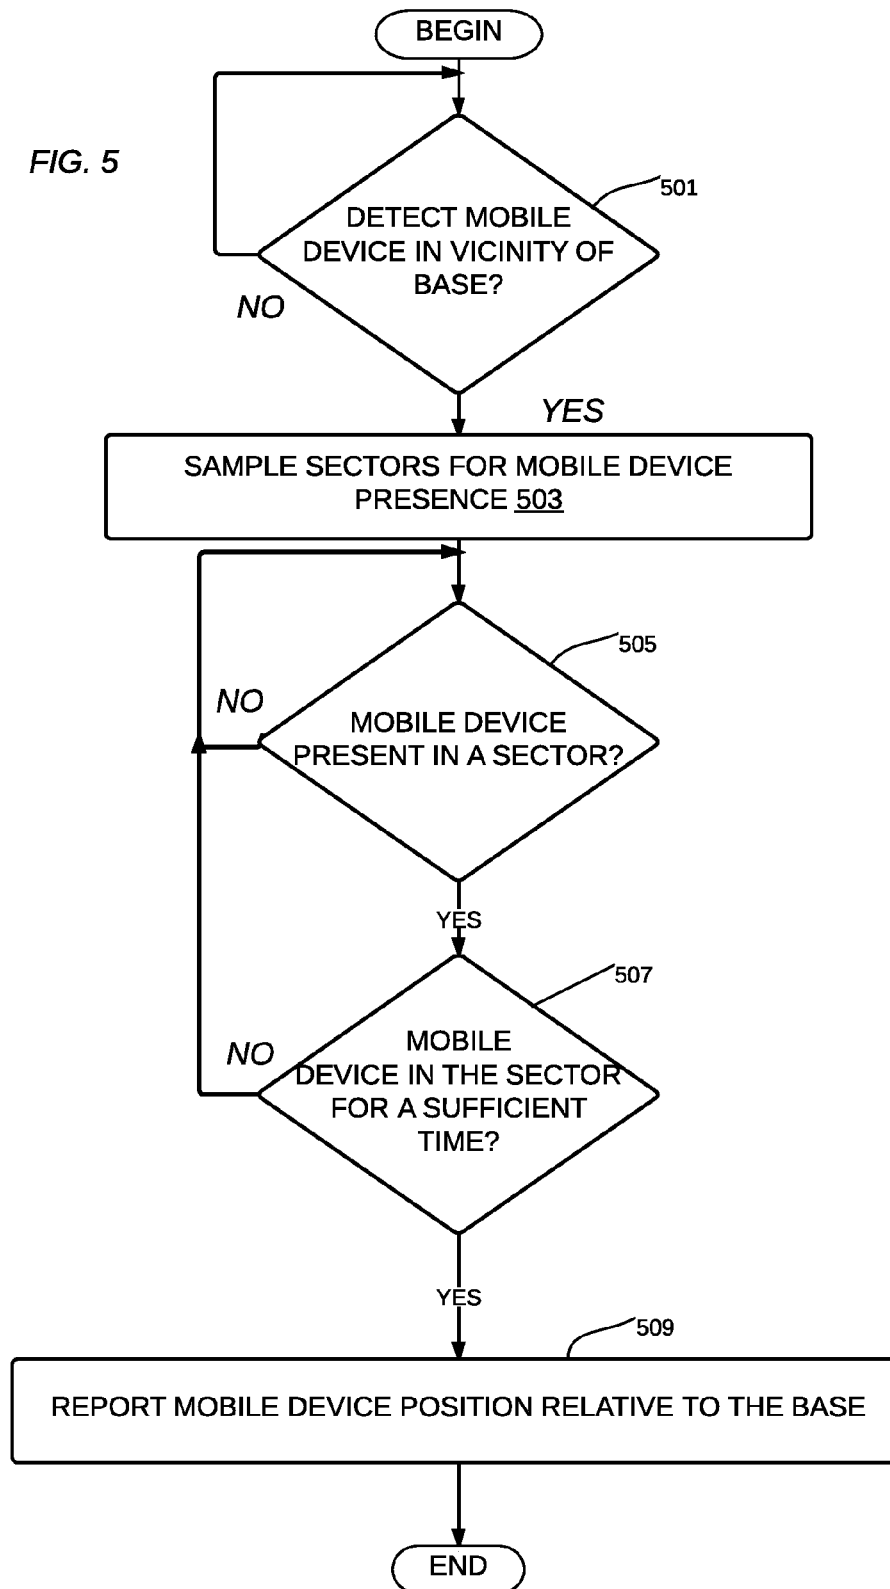 BEGIN
FIG. 5
501
DETECT MOBILE
DEVICE IN VICINITY OF
BASE?
NO
YES
SAMPLE SECTORS FOR MOBILE DEVICE
PRESENCE 503
505
NO
MOBILE DEVICE
PRESENT IN A SECTOR?
YES
507
NO
MOBILE
DEVICE IN THE SECTOR
FOR A SUFFICIENT
TIME?
YES
509
REPORT MOBILE DEVICE POSITION RELATIVE TO THE BASE
END